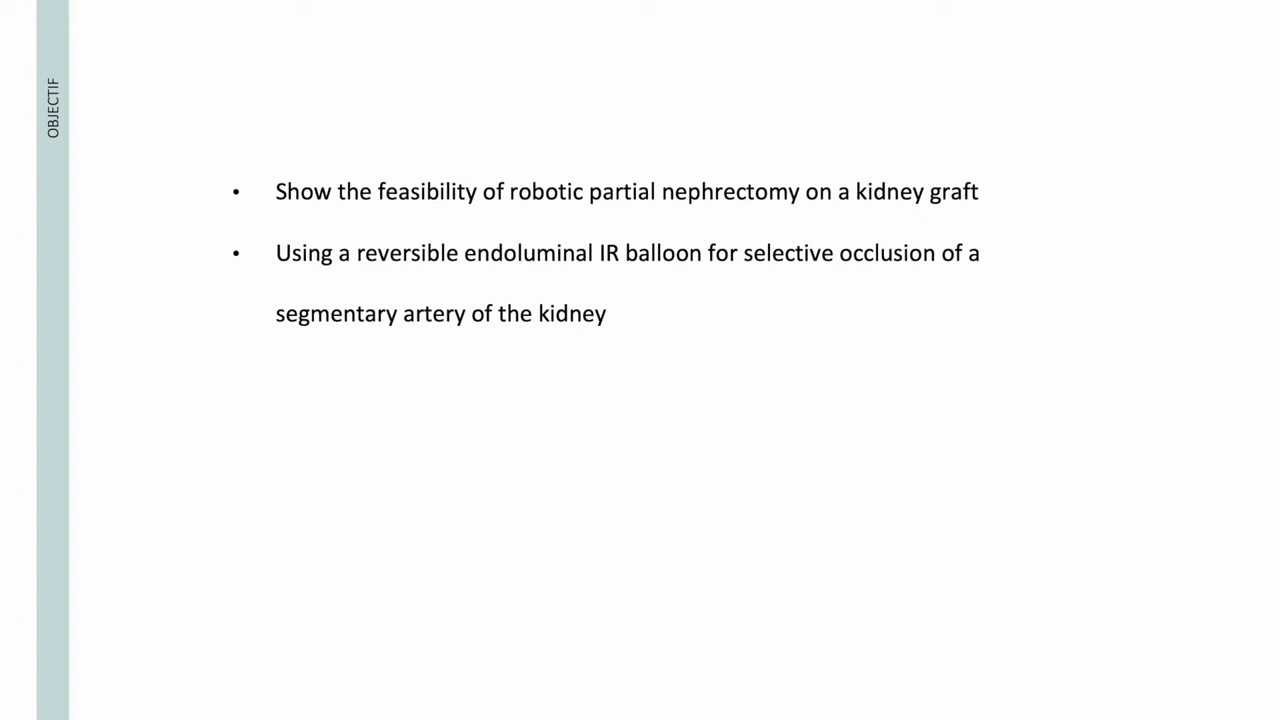 OBJECTIF
• Show the feasibility of robotic partial nephrectomy on a kidney graft
• Using a reversible endoluminal IR balloon for selective occlusion of a
segmentary artery of the kidney